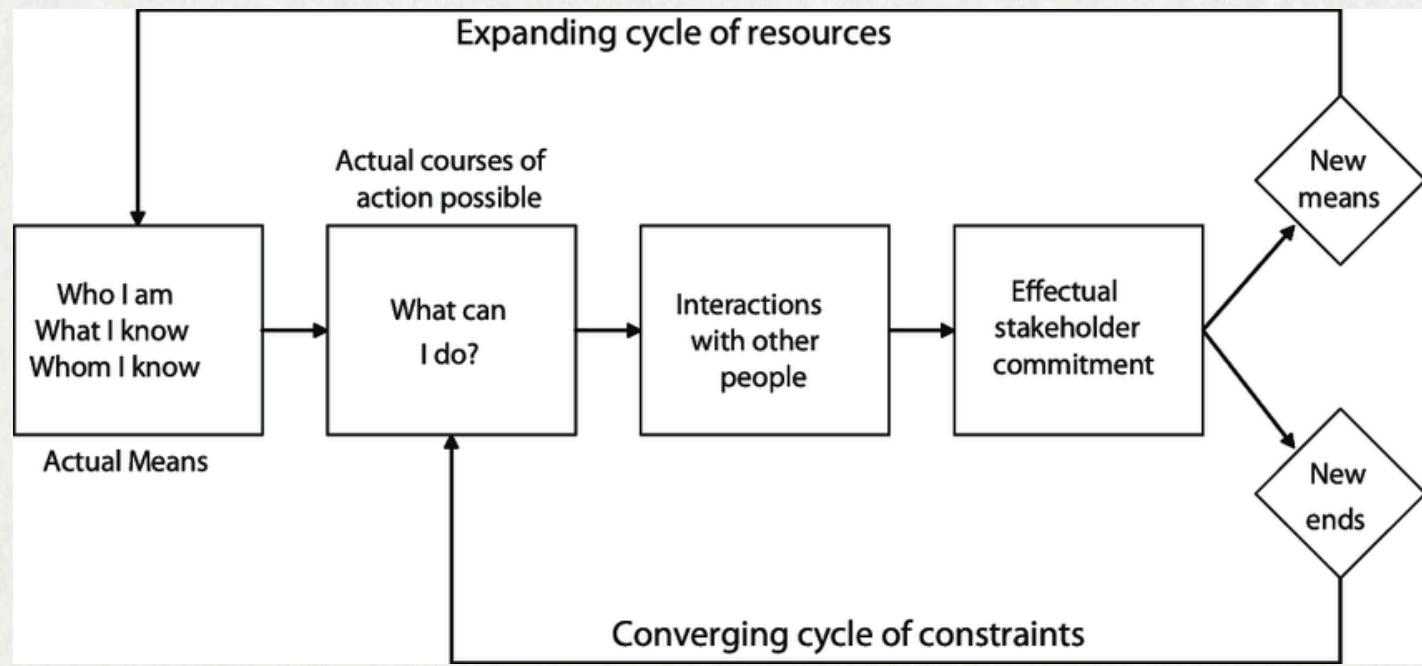 Expanding cycle of resources
Actual courses of
action possible
Who I am
What I know
Whom I know
Actual Means
What can
I do?
Interactions
with other
people
Effectual
stakeholder
commitment
New
means
New
ends
Converging cycle of constraints